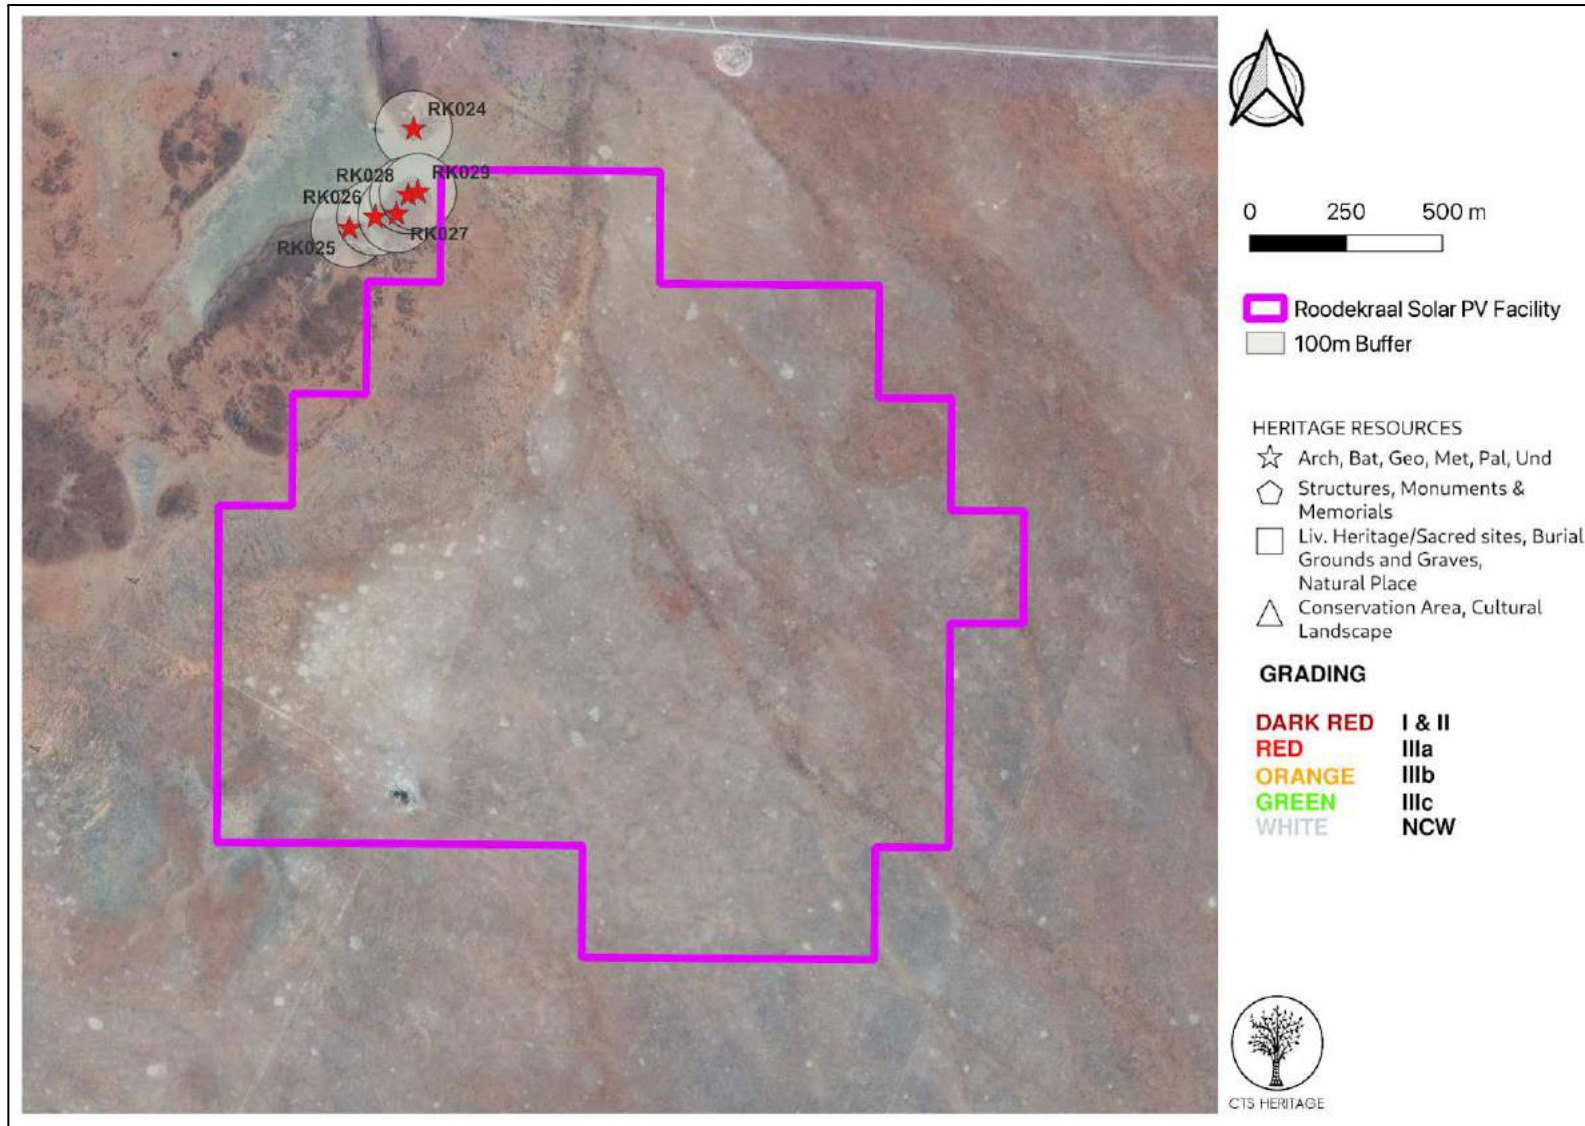 RK024
RK028
RK029
RK026
RK027
RK025
0 250 500 m
Roodekraal Solar PV Facility
100m Buffer
HERITAGE RESOURCES
Arch, Bat, Geo, Met, Pal, Und
Structures, Monuments &
Memorials
Liv. Heritage/Sacred sites, Burial
Grounds and Graves,
Natural Place
Conservation Area, Cultural
Landscape
GRADING
DARK RED I & II
RED IIIa
ORANGE IIIb
GREEN IIIc
WHITE NCW
CTS HERITAGE